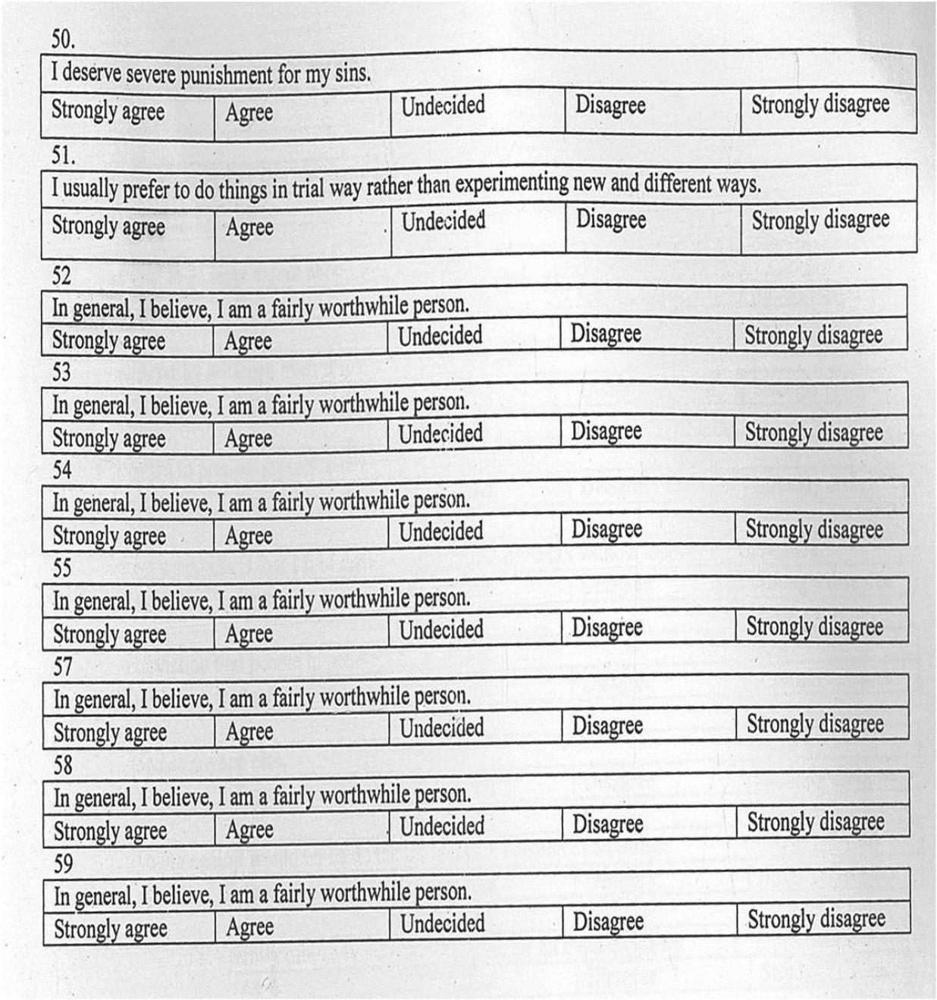 50.
I deserve severe punishment for my sins.
Strongly agree Agree Undecided Disagree Strongly disagree
51.
I usually prefer to do things in trial way rather than experimenting new and different ways.
Strongly agree Agree Undecided Disagree Strongly disagree
52
In general, I believe, I am a fairly worthwhile person.
Strongly agree Agree Undecided Disagree Strongly disagree
53
In general, I believe, I am a fairly worthwhile person.
Strongly agree Agree Undecided Disagree Strongly disagree
54
In general, I believe, I am a fairly worthwhile person.
Strongly agree Agree Undecided Disagree Strongly disagree
55
In general, I believe, I am a fairly worthwhile person.
Strongly agree Agree Undecided Disagree Strongly disagree
57
In general, I believe, I am a fairly worthwhile person.
Strongly agree Agree Undecided Disagree Strongly disagree
58
In general, I believe, I am a fairly worthwhile person.
Strongly agree Agree Undecided Disagree Strongly disagree
59
In general, I believe, I am a fairly worthwhile person.
Strongly agree Agree Undecided Disagree Strongly disagree